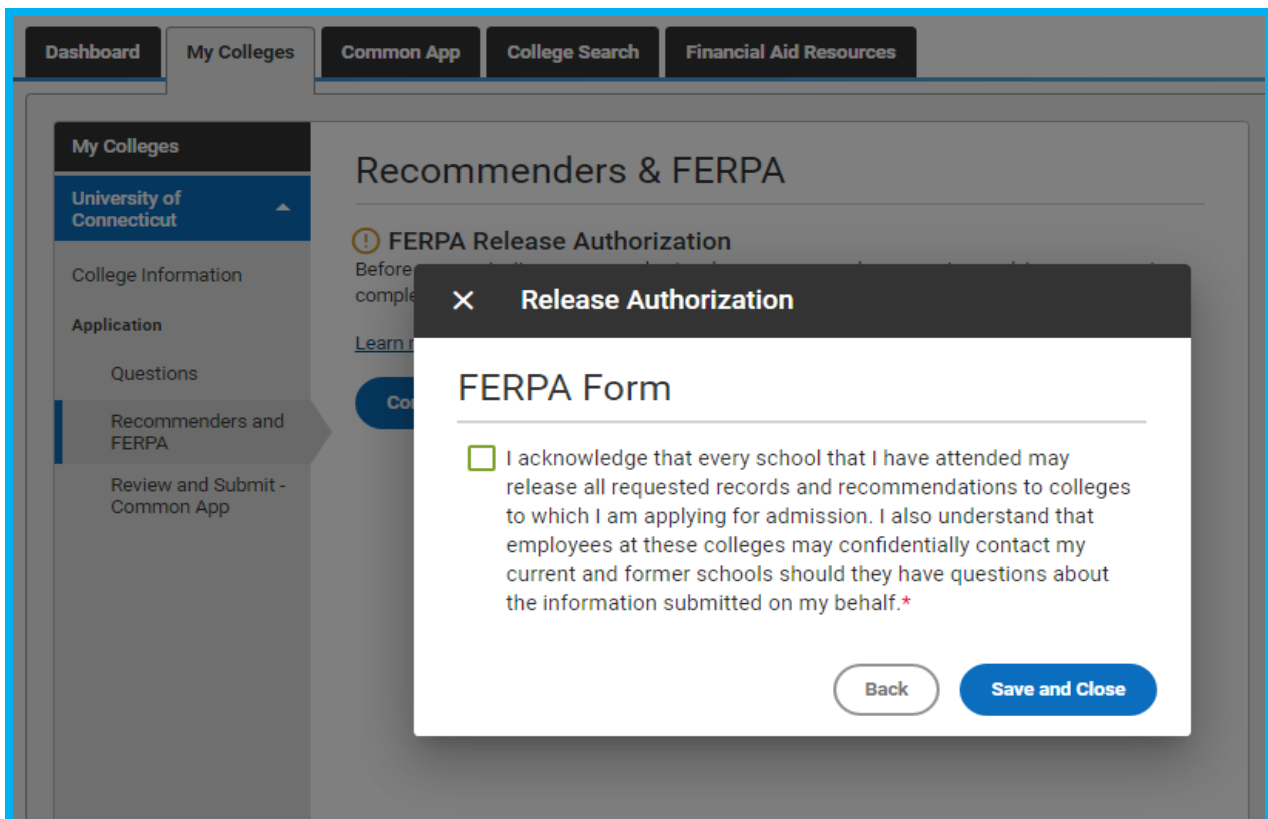 Dashboard
My Colleges
Common App
College Search
Financial Aid Resources
My Colleges
University of
Connecticut
College Information
Application
Questions
Recommenders and
FERPA
Review and Submit -
Common App
Recommenders & FERPA
FERPA Release Authorization
Before
Learn
Release Authorization
FERPA Form
I acknowledge that every school that I have attended may
release all requested records and recommendations to colleges
to which I am applying for admission. I also understand that
employees at these colleges may confidentially contact my
current and former schools should they have questions about
the information submitted on my behalf.*
Back
Save and Close